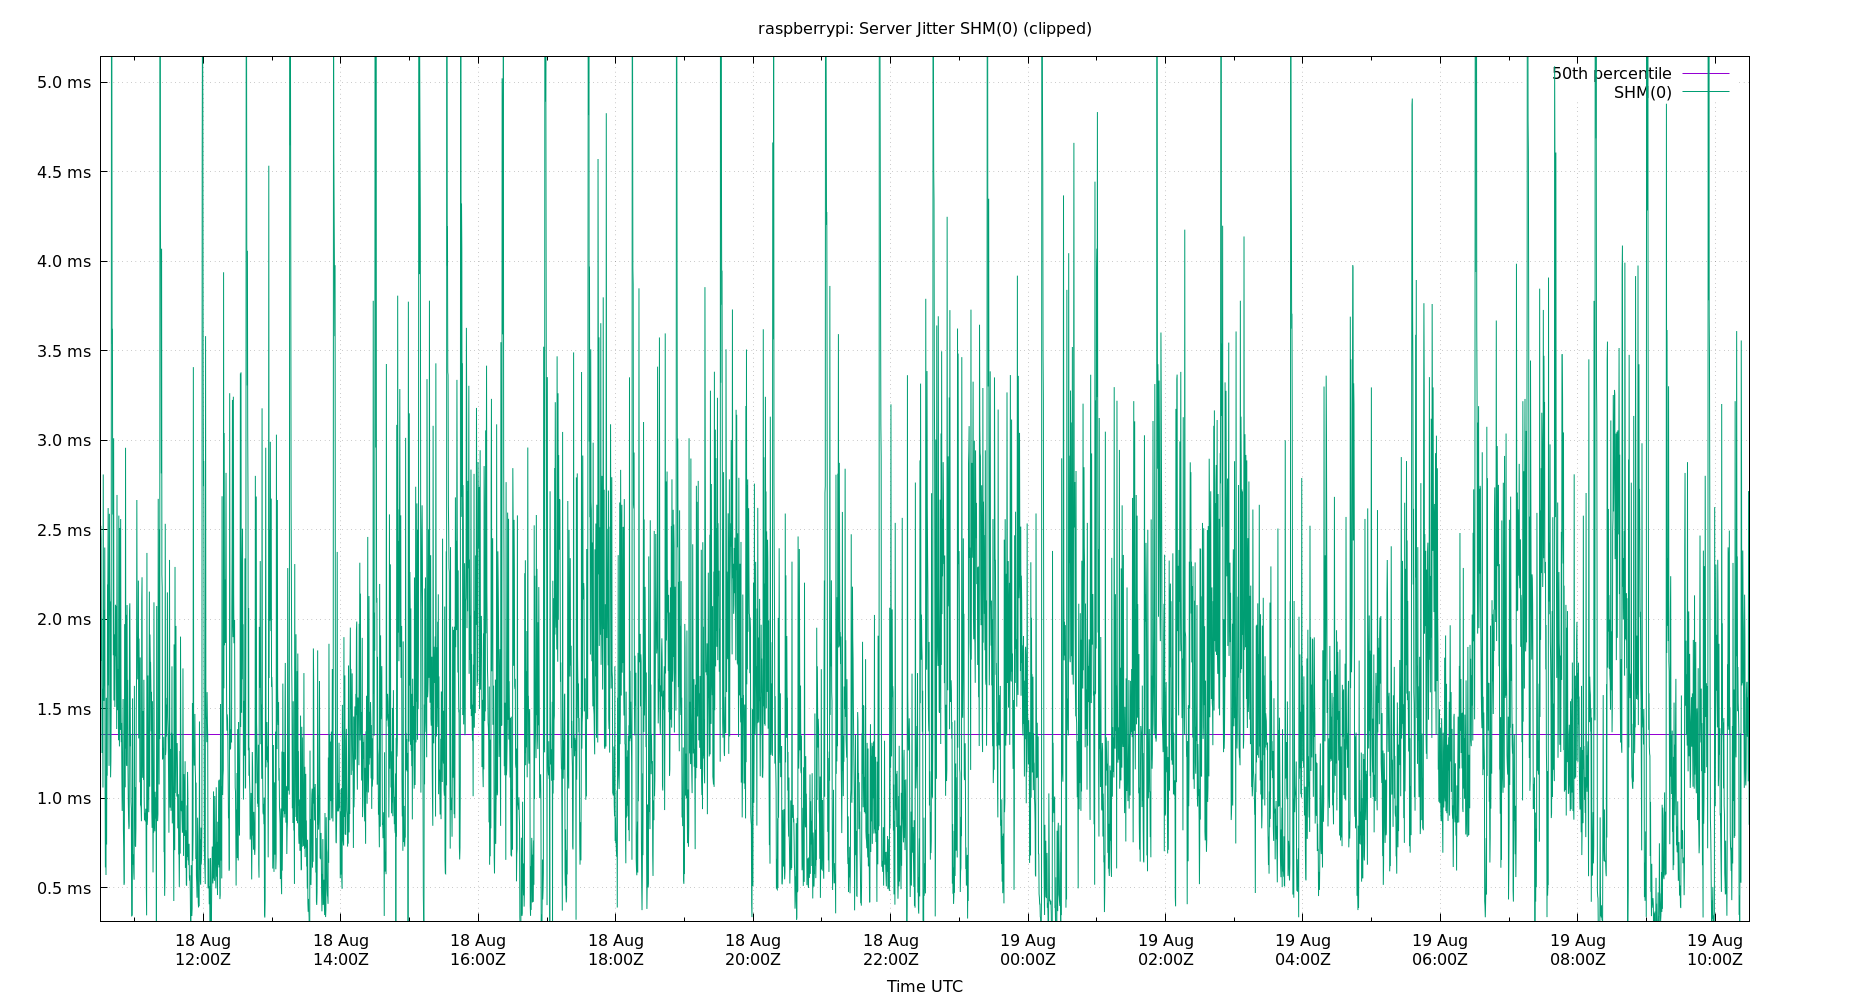 raspberrypi: Server Jitter SHM(0) (clipped)
50th percentile
SHM(0)
5.0 ms
4.5 ms
4.0 ms
3.5 ms
3.0 ms
2.5 ms
2.0 ms
1.5 ms
1.0 ms
0.5 ms
18 Aug 18 Aug 18 Aug 18 Aug 18 Aug 18 Aug 19 Aug 19 Aug 19 Aug 19 Aug 19 Aug 19 Aug
12:00Z 14:00Z 16:00Z 18:00Z 20:00Z 22:00Z 00:00Z 02:00Z 04:00Z 06:00Z 08:00Z 10:00Z
Time UTC